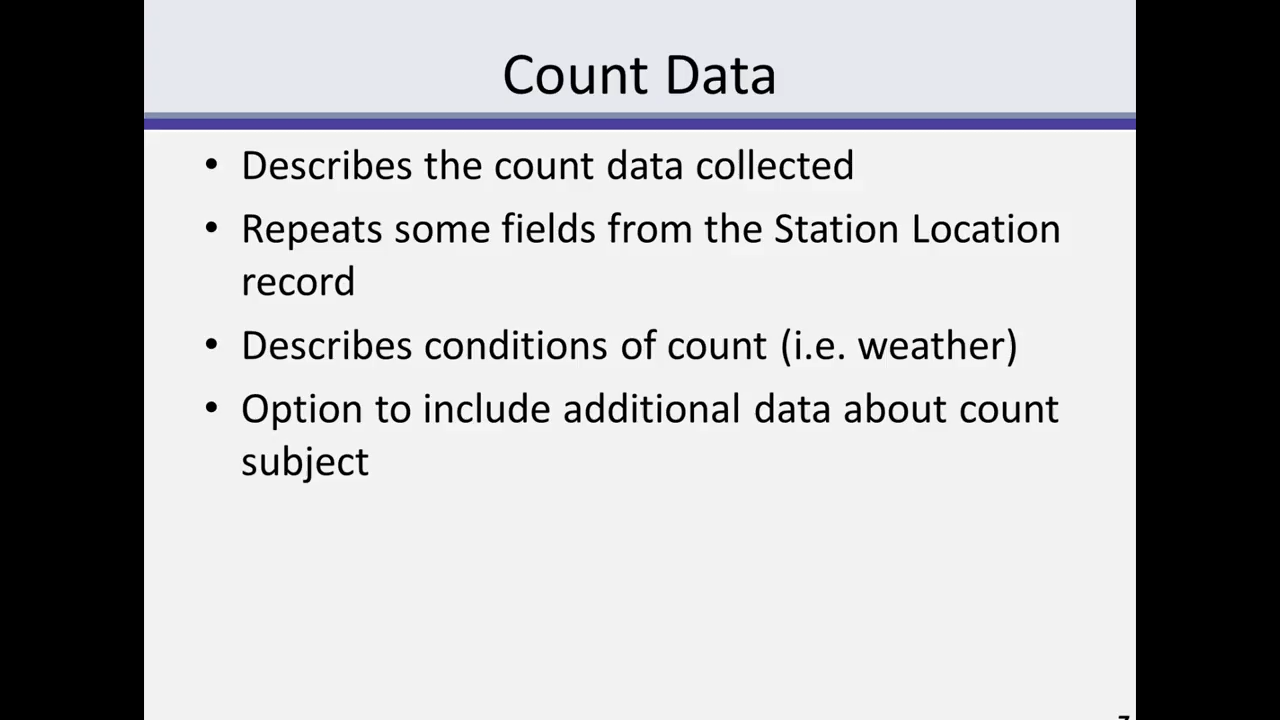 Count Data
• Describes the count data collected
• Repeats some fields from the Station Location
record
• Describes conditions of count (i.e. weather)
• Option to include additional data about count
subject